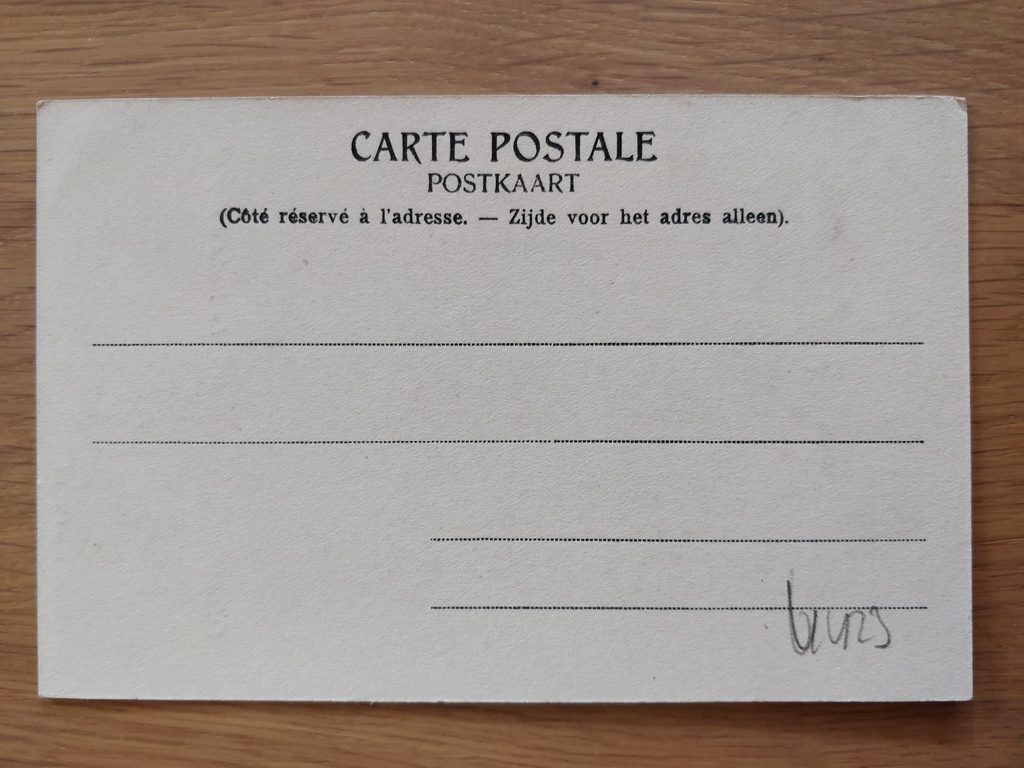 CARTE POSTALE
POSTKAART
(Côté réservé à l'adresse. — Zijde voor het adres alleen).